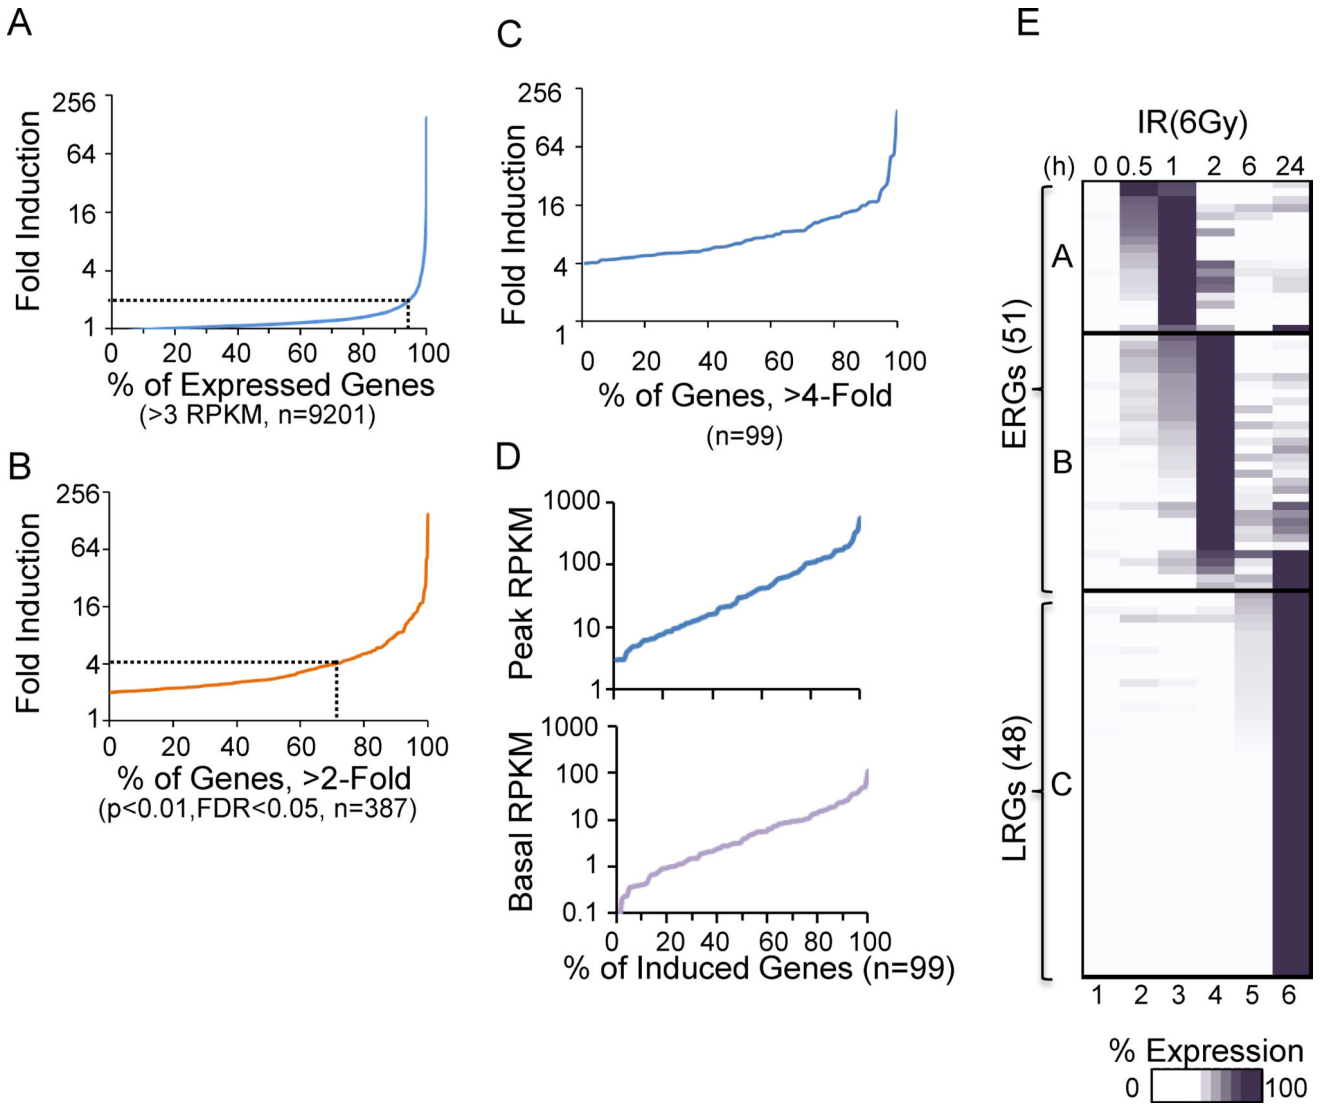 A
256
64
16
4
1
Fold Induction
0 20 40 60 80 100
% of Expressed Genes
(>3 RPKM, n=9201)
B
256
64
16
4
1
Fold Induction
0 20 40 60 80 100
% of Genes, >2-Fold
(p<0.01,FDR<0.05, n=387)
C
256
64
16
4
1
Fold Induction
0 20 40 60 80 100
% of Genes, >4-Fold
(n=99)
D
1000
100
10
1
Peak RPKM
1000
100
10
1
0.1
Basal RPKM
0 20 40 60 80 100
% of Induced Genes (n=99)
E
IR(6Gy)
(h) 0 0.5 1 2 6 24
ERGs (51)
A
B
LRGs (48)
C
1 2 3 4 5 6
% Expression
0 100